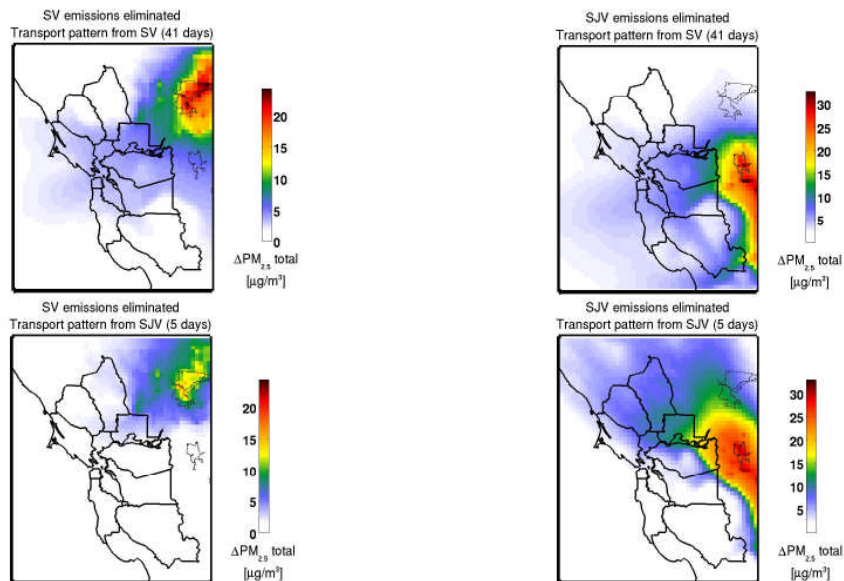 SV emissions eliminated
Transport pattern from SV (41 days)
20
15
10
5
0
ΔPM2.5 total
[μg/m³]
SJV emissions eliminated
Transport pattern from SV (41 days)
30
25
20
15
10
5
ΔPM2.5 total
[μg/m³]
SV emissions eliminated
Transport pattern from SJV (5 days)
20
15
10
5
0
ΔPM2.5 total
[μg/m³]
SJV emissions eliminated
Transport pattern from SJV (5 days)
30
25
20
15
10
5
ΔPM2.5 total
[μg/m³]